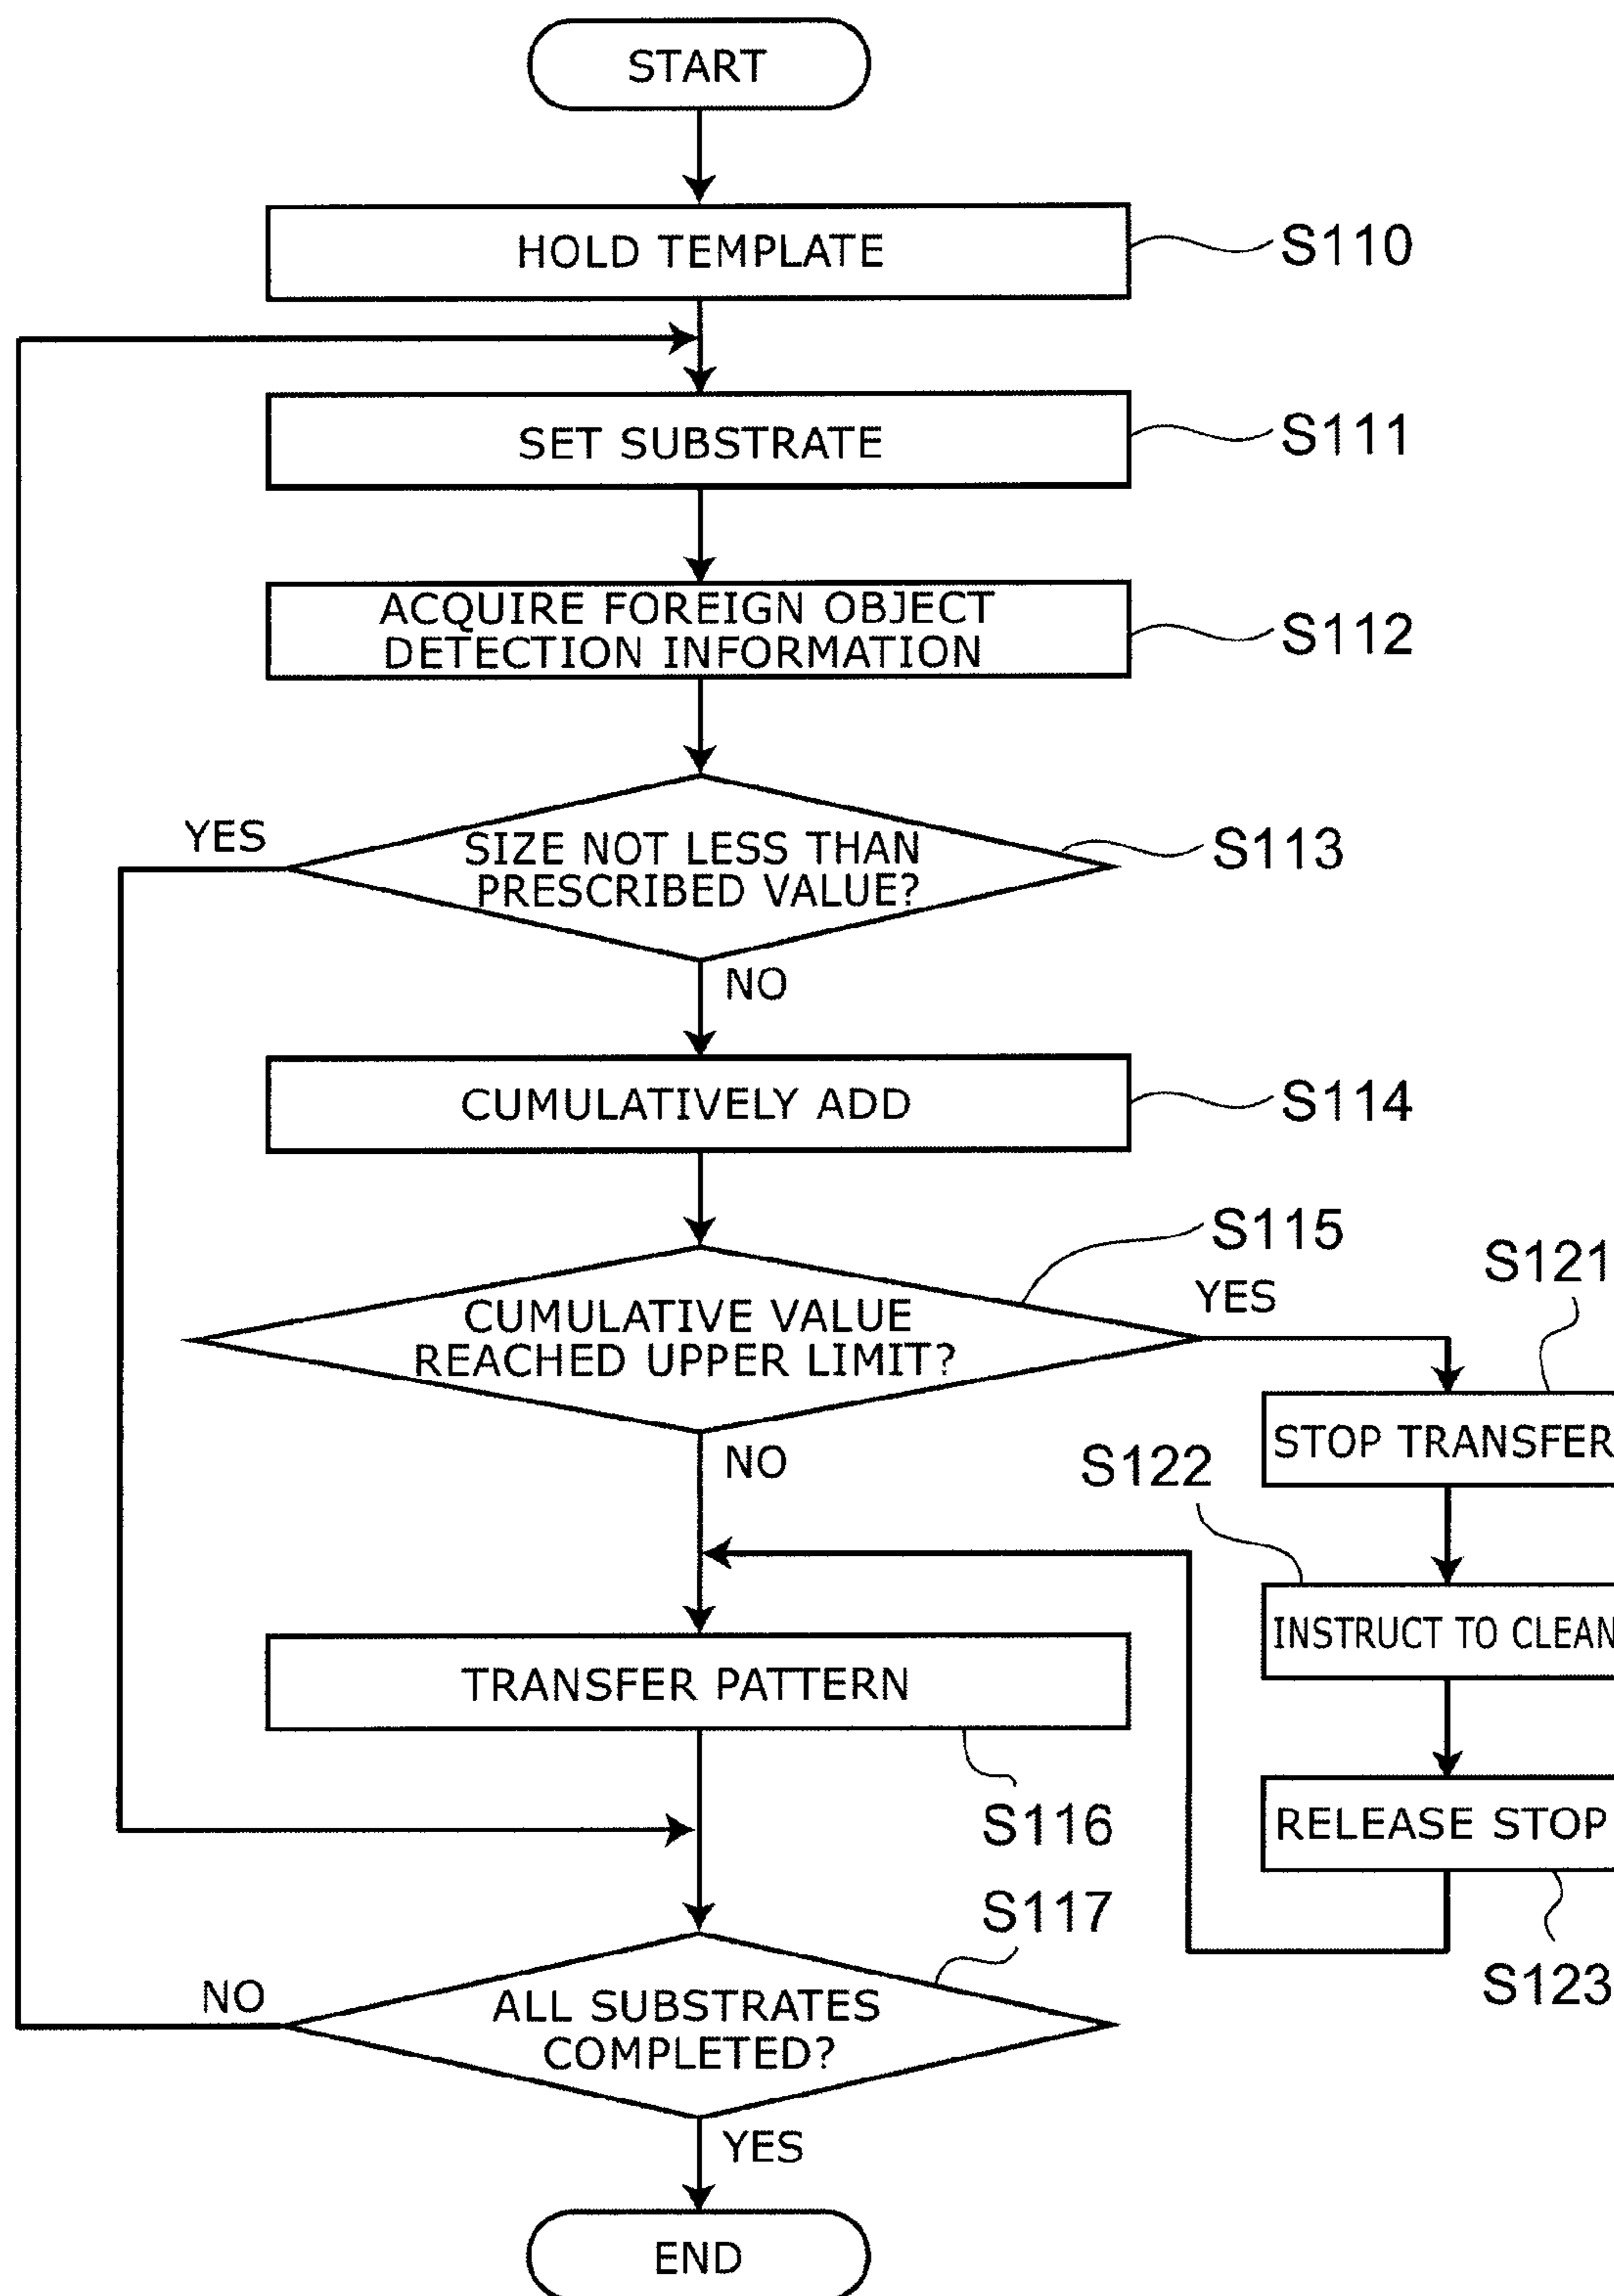 START
HOLD TEMPLATE
S110
SET SUBSTRATE
S111
ACQUIRE FOREIGN OBJECT
DETECTION INFORMATION
S112
YES
SIZE NOT LESS THAN
PRESCRIBED VALUE?
S113
NO
CUMULATIVELY ADD
S114
S115
CUMULATIVE VALUE
REACHED UPPER LIMIT?
YES
S121
STOP TRANSFER
NO
S122
INSTRUCT TO CLEAN
TRANSFER PATTERN
S116
RELEASE STOP
S123
S117
NO
ALL SUBSTRATES
COMPLETED?
YES
END